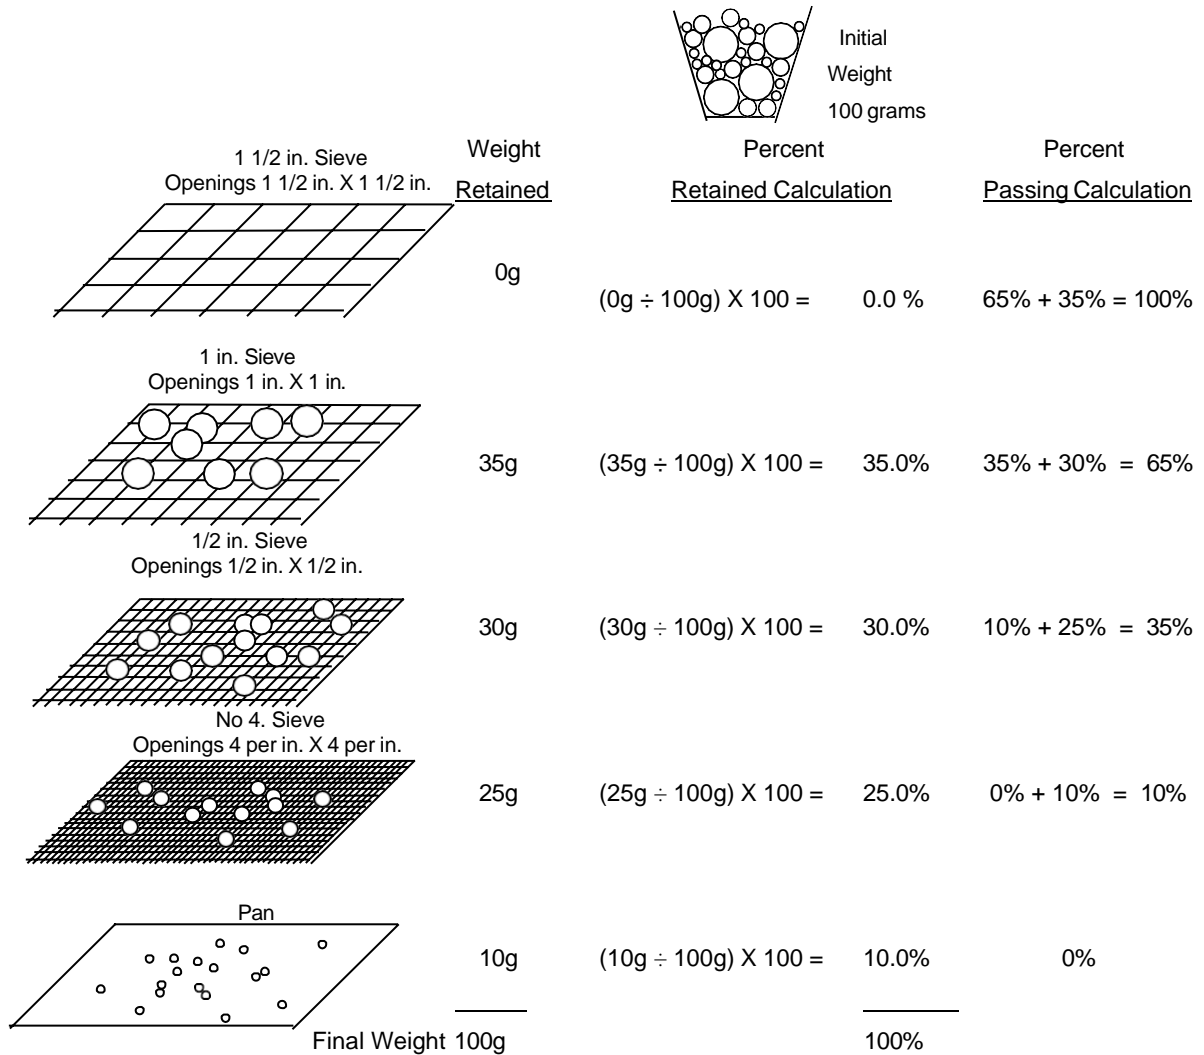 Initial
Weight
100 grams
Weight Percent Percent
Retained Retained Calculation Passing Calculation
1 1/2 in. Sieve
Openings 1 1/2 in. X 1 1/2 in.
0g
(0g ÷ 100g) X 100 = 0.0 % 65% + 35% = 100%
1 in. Sieve
Openings 1 in. X 1 in.
35g (35g ÷ 100g) X 100 = 35.0% 35% + 30% = 65%
1/2 in. Sieve
Openings 1/2 in. X 1/2 in.
30g (30g ÷ 100g) X 100 = 30.0% 10% + 25% = 35%
No 4. Sieve
Openings 4 per in. X 4 per in.
25g (25g ÷ 100g) X 100 = 25.0% 0% + 10% = 10%
Pan
10g (10g ÷ 100g) X 100 = 10.0% 0%
Final Weight 100g 100%